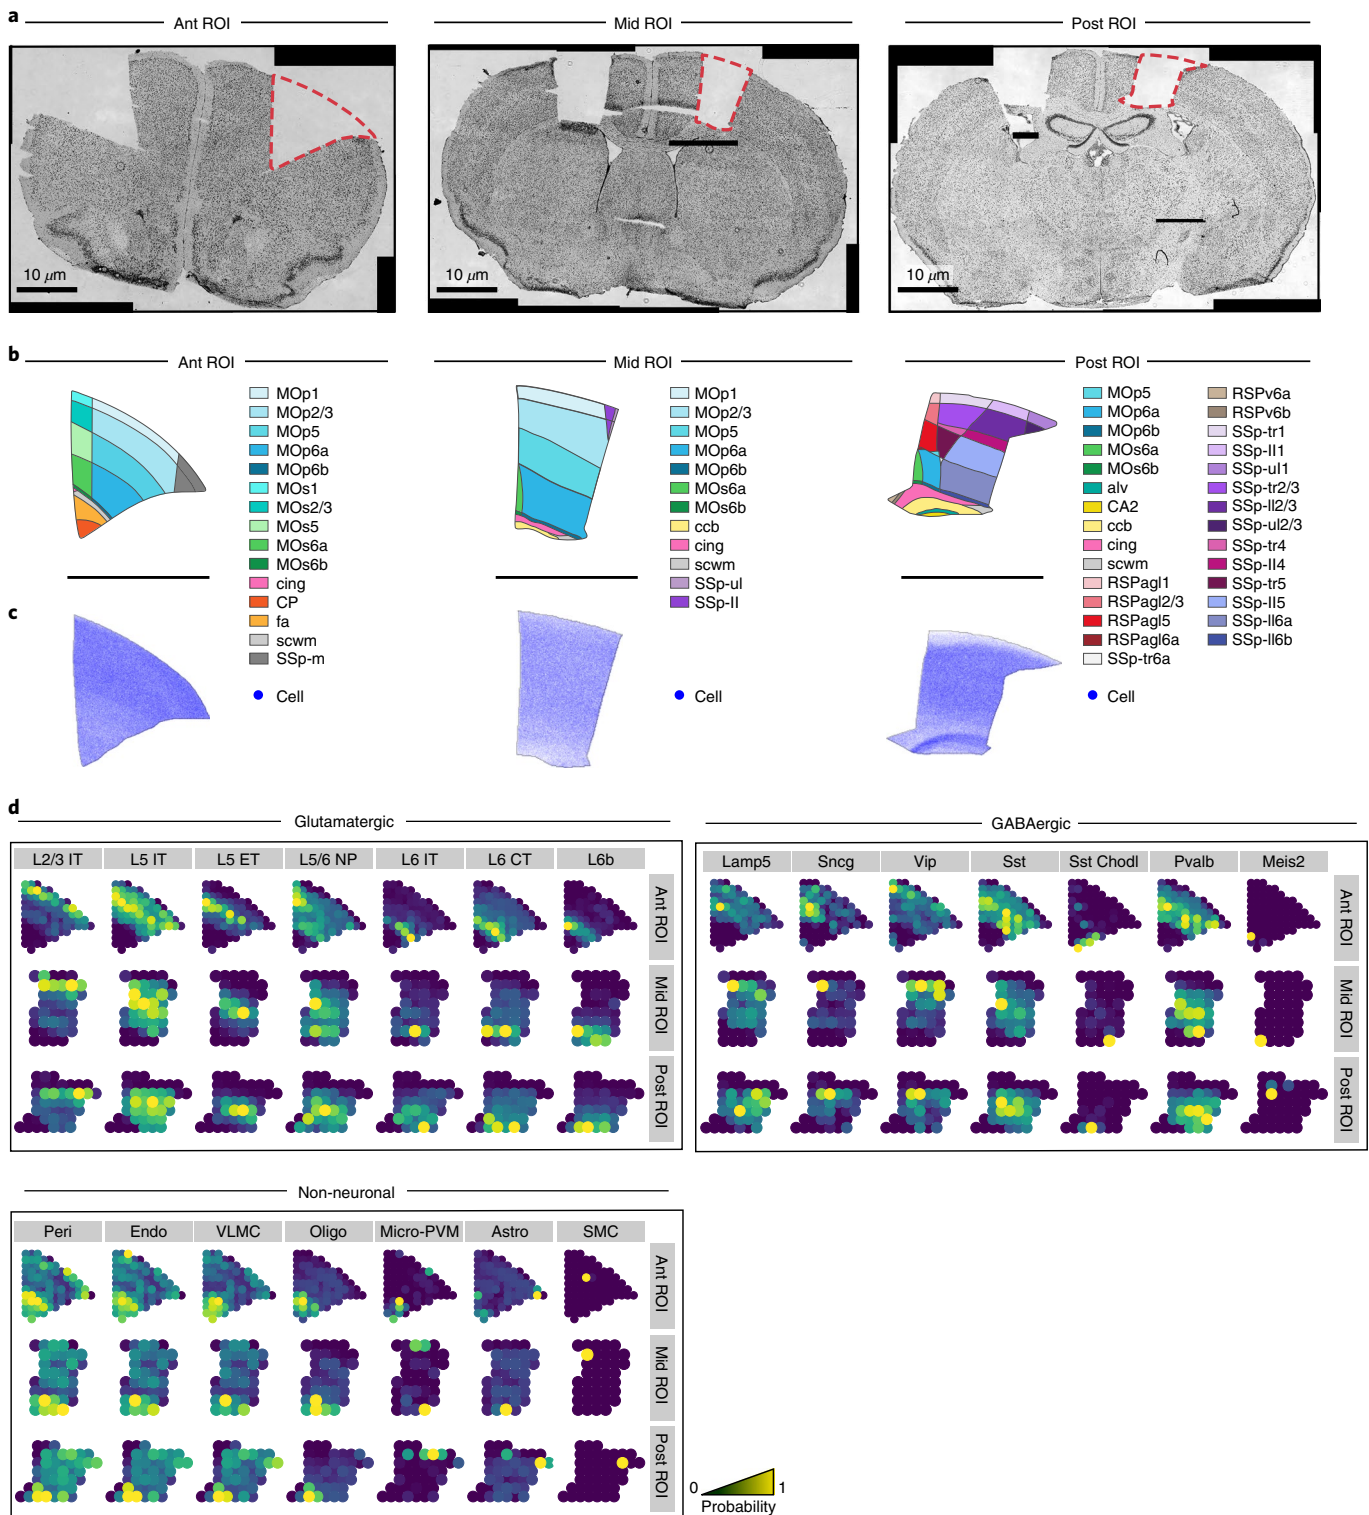 a
Ant ROI
Mid ROI
Post ROI
10 μm
10 μm
10 μm
b
Ant ROI
MOp1
MOp2/3
MOp5
MOp6a
MOp6b
MOs1
MOs2/3
MOs5
MOs6a
MOs6b
cing
CP
fa
scwm
SSp-m
Mid ROI
MOp1
MOp2/3
MOp5
MOp6a
MOp6b
MOs6a
MOs6b
ccb
cing
scwm
SSp-ul
SSp-II
Post ROI
MOp5
MOp6a
MOp6b
MOs6a
MOs6b
alv
CA2
ccb
cing
scwm
RSPagl1
RSPagl2/3
RSPagl5
RSPagl6a
SSp-tr6a
RSPv6a
RSPv6b
SSp-tr1
SSp-II1
SSp-ul1
SSp-tr2/3
SSp-ll2/3
SSp-ul2/3
SSp-tr4
SSp-II4
SSp-tr5
SSp-II5
SSp-ll6a
SSp-ll6b
c
Cell
Cell
Cell
d
Glutamatergic
L2/3 IT
L5 IT
L5 ET
L5/6 NP
L6 IT
L6 CT
L6b
Ant ROI
Mid ROI
Post ROI
GABAergic
Lamp5
Sncg
Vip
Sst
Sst Chodl
Pvalb
Meis2
Ant ROI
Mid ROI
Post ROI
Non-neuronal
Peri
Endo
VLMC
Oligo
Micro-PVM
Astro
SMC
Ant ROI
Mid ROI
Post ROI
0
1
Probability